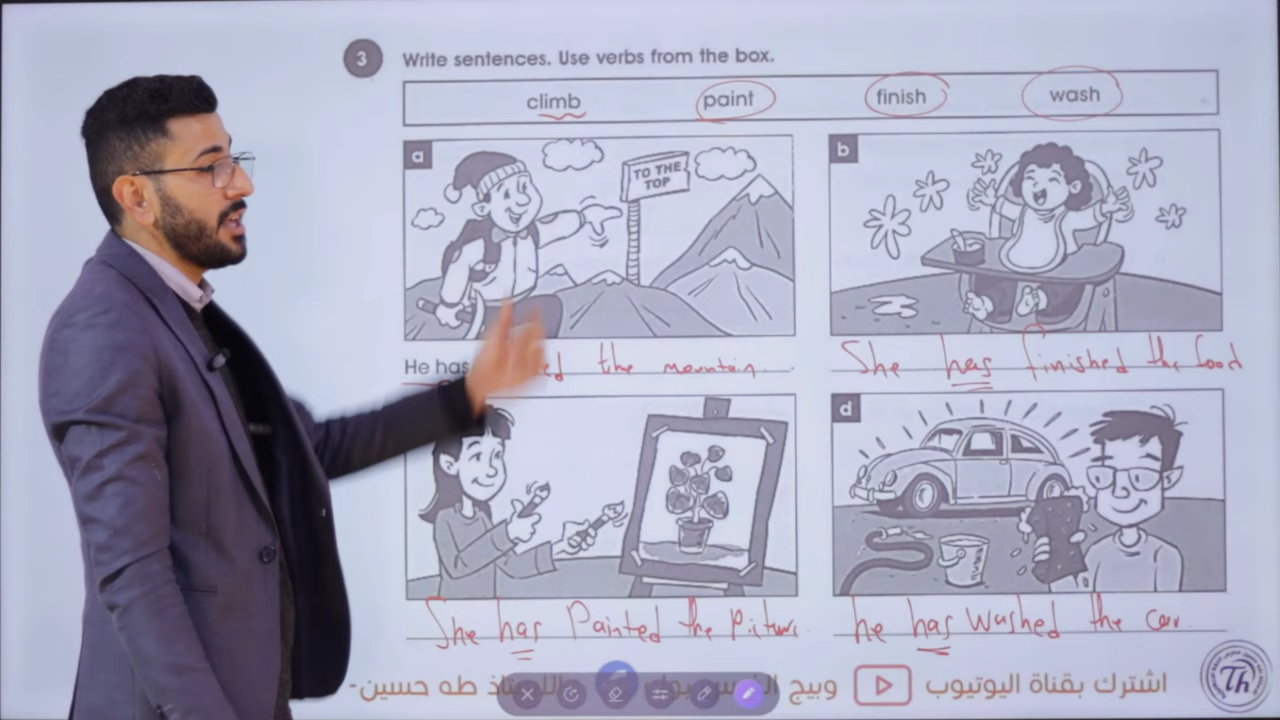 3 Write sentences. Use verbs from the box.
climb paint finish wash
a
TO THE
TOP
b
He has ed the mountain.
She has finished the food
d
She has Painted the Picture
he has washed the car
اشترك بقناة اليوتيوب وبيج طه حسين-
Th